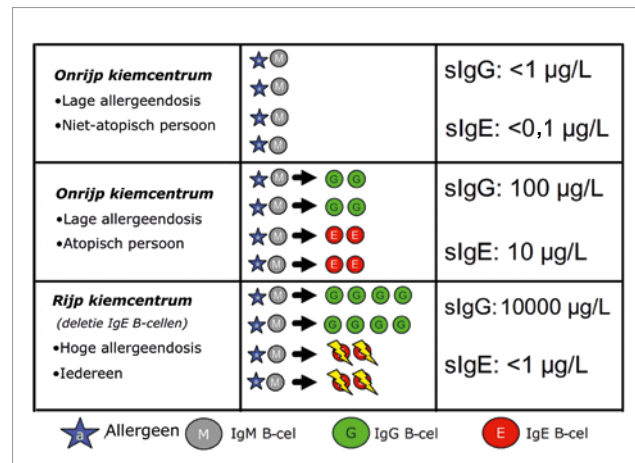 Onrijp kiemcentrum
•Lage allergeendosis
•Niet-atopisch persoon
a M
a M
a M
a M
sIgG: <1 µg/L
sIgE: <0,1 µg/L
Onrijp kiemcentrum
•Lage allergeendosis
•Atopisch persoon
a M G G
a M G G
a M E E
a M E E
sIgG: 100 µg/L
sIgE: 10 µg/L
Rijp kiemcentrum
(deletie IgE B-cellen)
•Hoge allergeendosis
•Iedereen
a M G G G G
a M G G G G
a M
a M
sIgG: 10000 µg/L
sIgE: <1 µg/L
a Allergeen M IgM B-cel G IgG B-cel E IgE B-cel